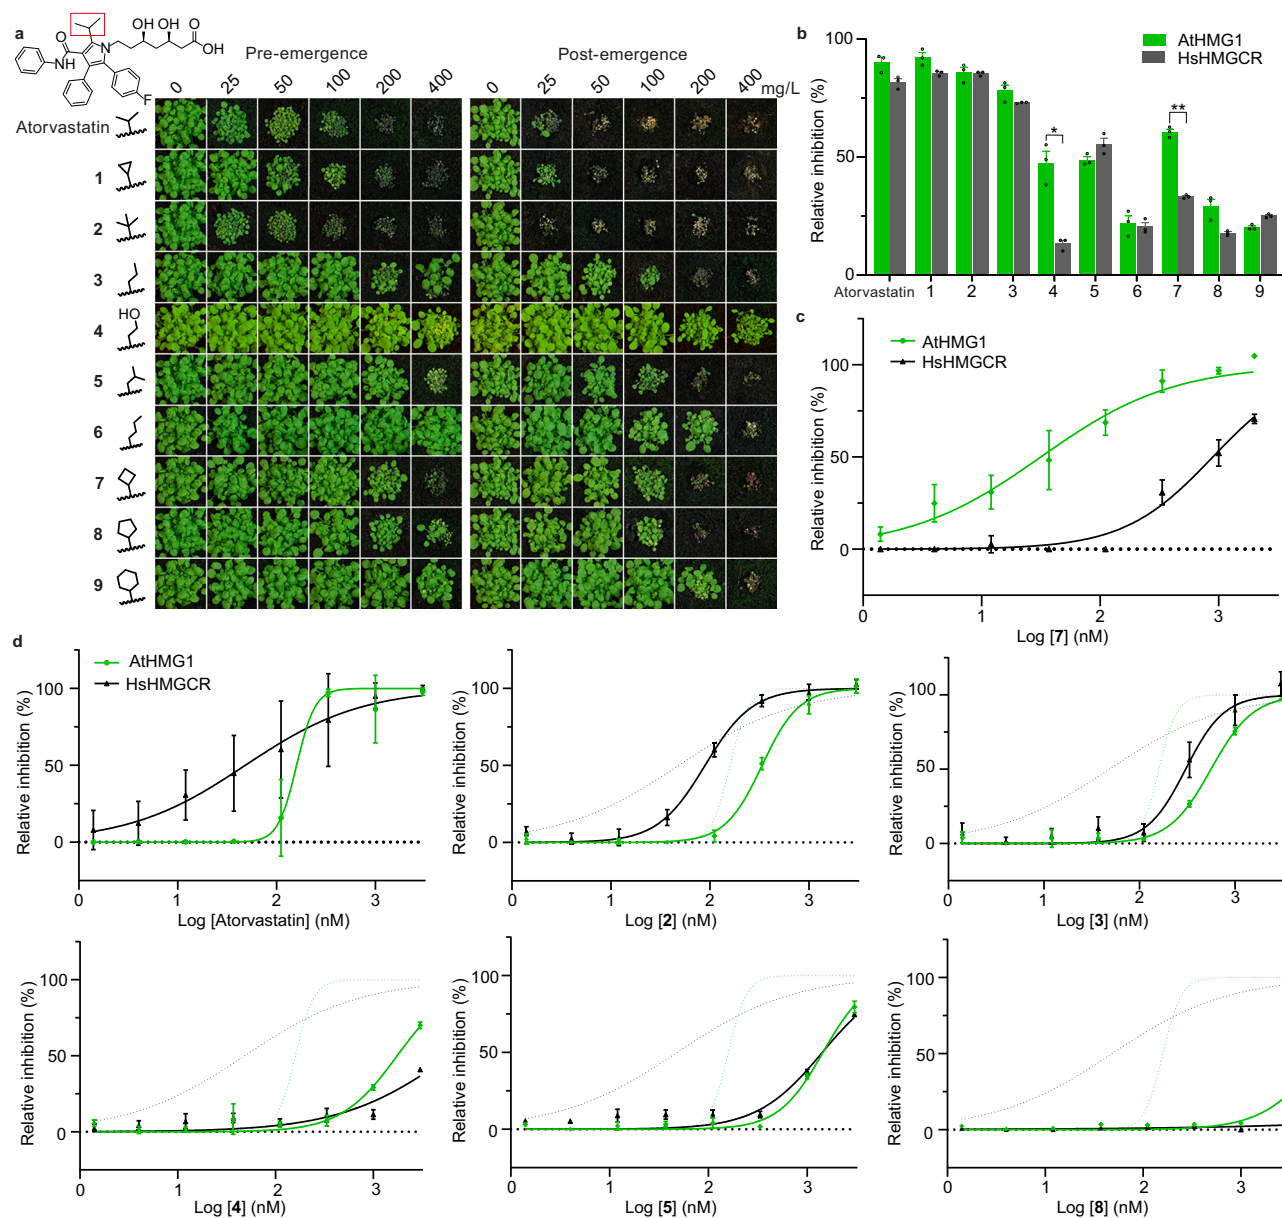 a
OH OH
O
OH
O
N
NH
F
Pre-emergence
Post-emergence
0 25 50 100 200 400
0 25 50 100 200 400 mg/L
Atorvastatin
1
2
3
HO
4
5
6
7
8
9
b
AtHMG1
HsHMGCR
Relative inhibition (%)
100
50
0
*
**
Atorvastatin 1 2 3 4 5 6 7 8 9
c
AtHMG1
HsHMGCR
Relative inhibition (%)
100
50
0
0 1 2 3
Log [7] (nM)
d
AtHMG1
HsHMGCR
Relative inhibition (%)
100
50
0
0 1 2 3
Log [Atorvastatin] (nM)
Relative inhibition (%)
100
50
0
0 1 2 3
Log [2] (nM)
Relative inhibition (%)
100
50
0
0 1 2 3
Log [3] (nM)
Relative inhibition (%)
100
50
0
0 1 2 3
Log [4] (nM)
Relative inhibition (%)
100
50
0
0 1 2 3
Log [5] (nM)
Relative inhibition (%)
100
50
0
0 1 2 3
Log [8] (nM)